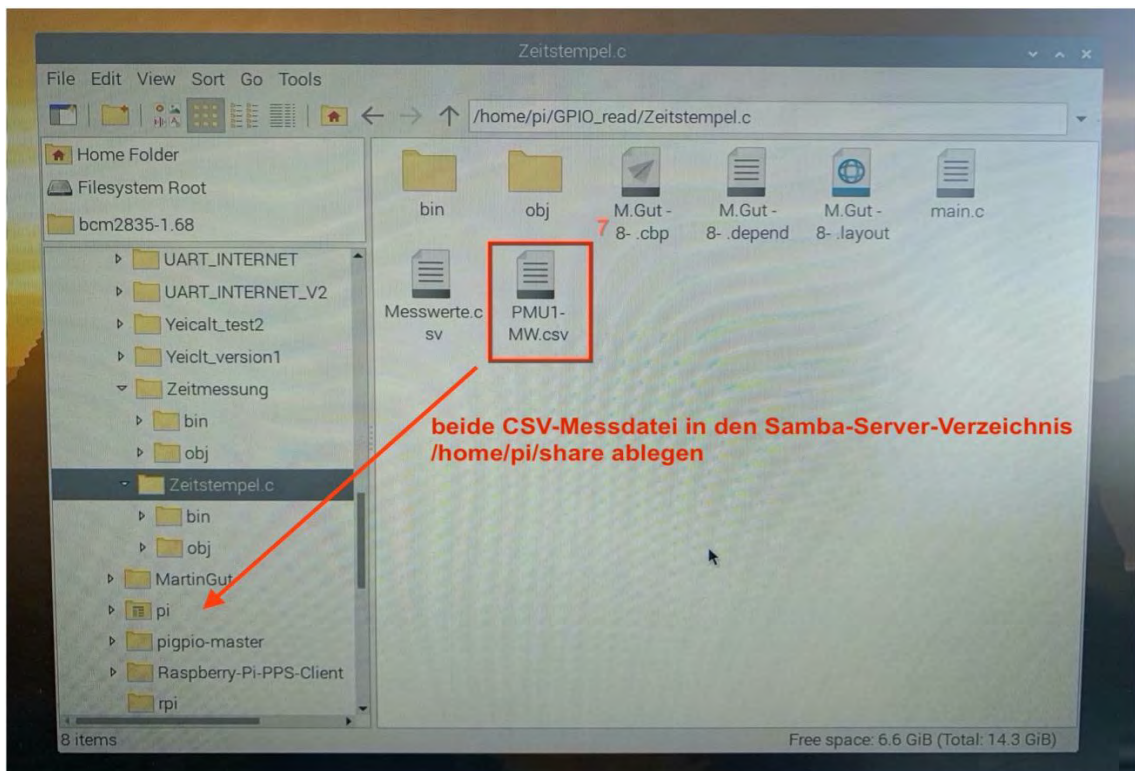 Zeitstempel.c
File Edit View Sort Go Tools
/home/pi/GPIO_read/Zeitstempel.c
Home Folder
Filesystem Root
bcm2835-1.68
UART_INTERNET
UART_INTERNET_V2
Yeicalt_test2
Yeiclt_version1
Zeitmessung
bin
obj
Zeitstempel.c
bin
obj
MartinGut
pi
pigpio-master
Raspberry-Pi-PPS-Client
rpi
bin
obj
7
M.Gut -
8- .cbp
M.Gut -
8- .depend
M.Gut -
8- .layout
main.c
Messwerte.c
sv
PMU1-
MW.csv
beide CSV-Messdatei in den Samba-Server-Verzeichnis
/home/pi/share ablegen
8 items
Free space: 6.6 GiB (Total: 14.3 GiB)